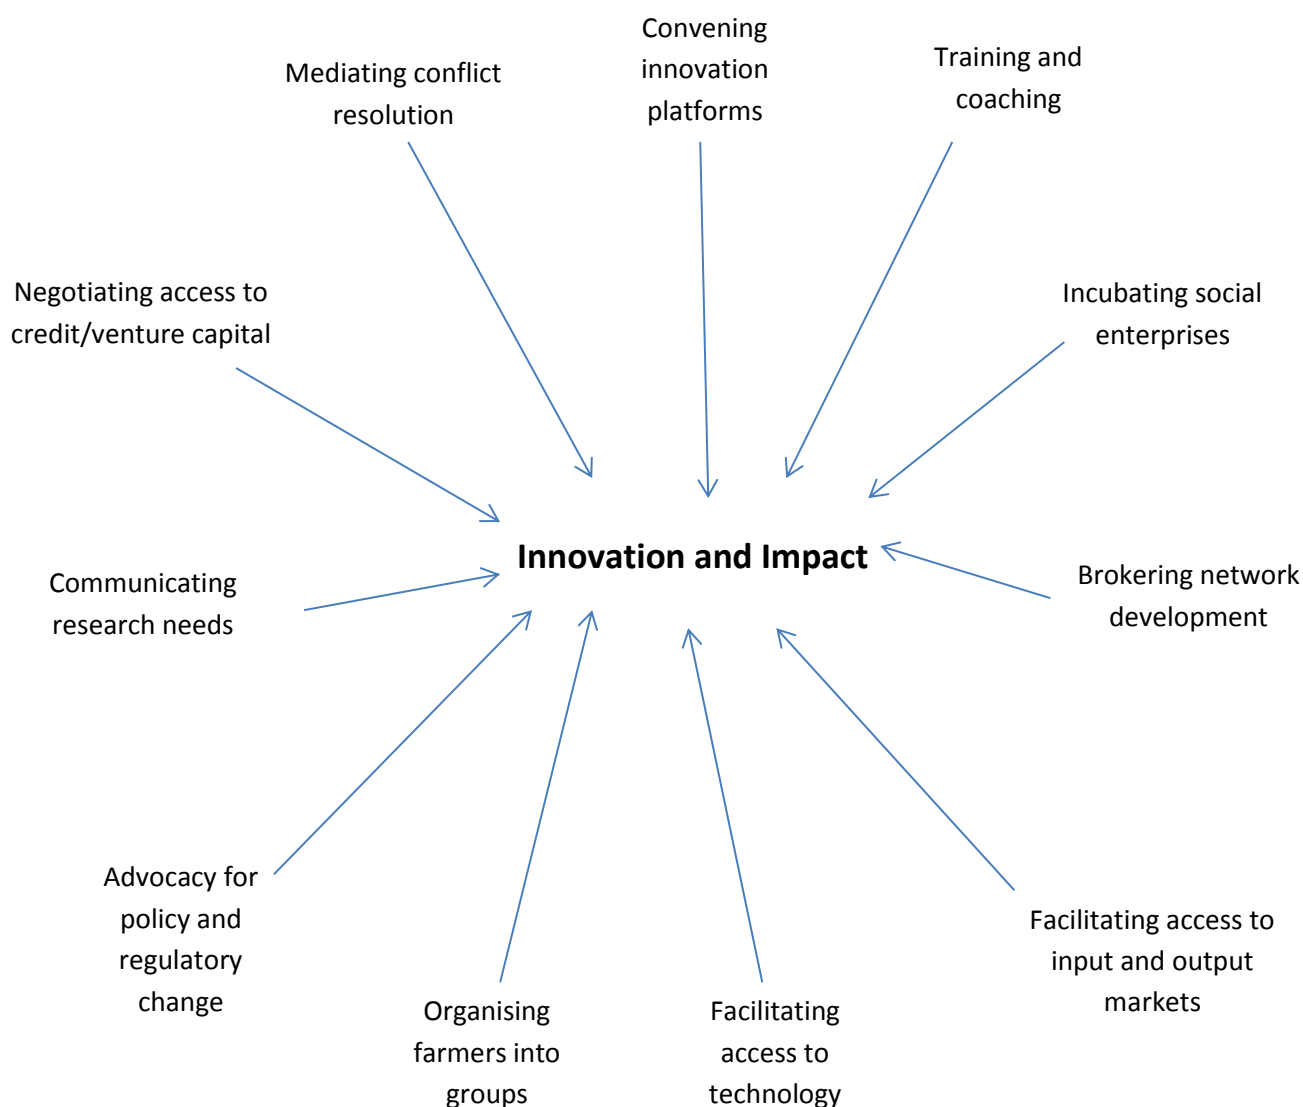 Convening
innovation
platforms
Training and
coaching
Mediating conflict
resolution
Negotiating access to
credit/venture capital
Incubating social
enterprises
Innovation and Impact
Communicating
research needs
Brokering network
development
Advocacy for
policy and
regulatory
change
Organising
farmers into
groups
Facilitating
access to
technology
Facilitating access to
input and output
markets